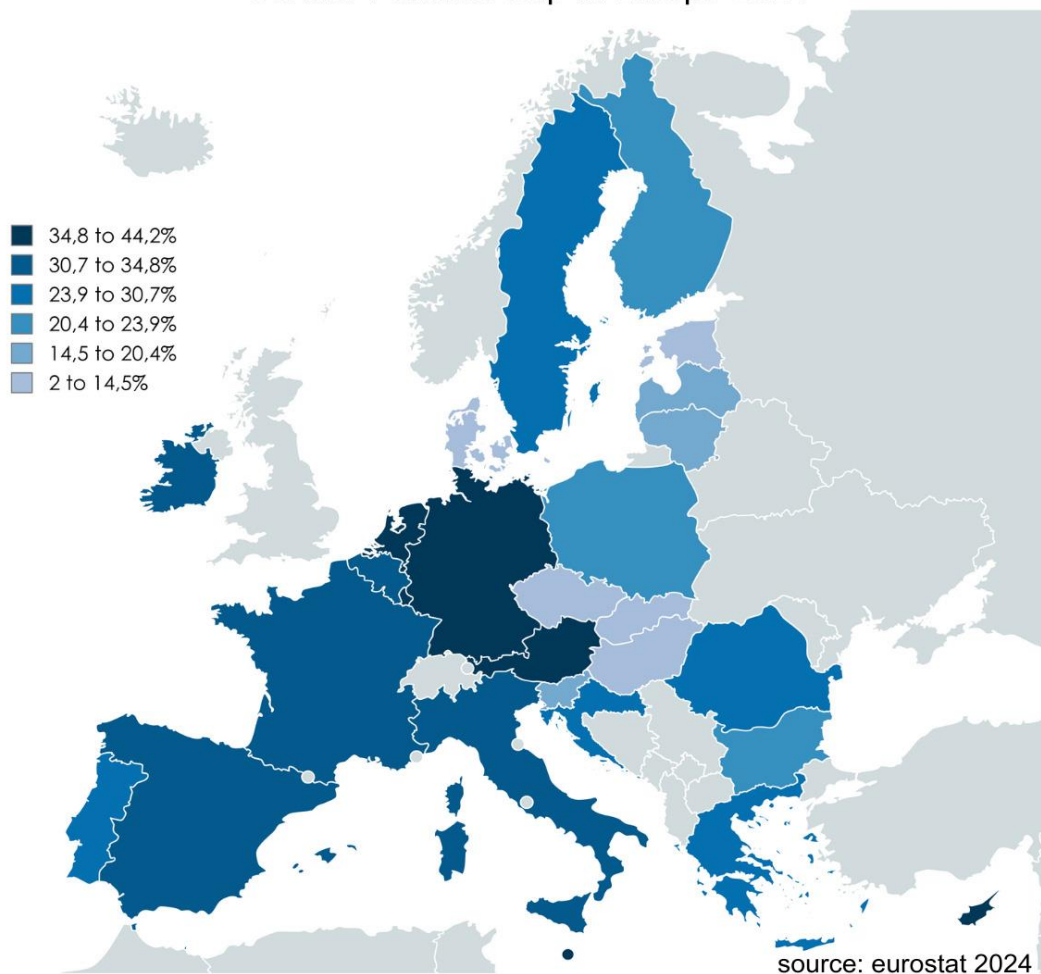 34,8 to 44,2%
30,7 to 34,8%
23,9 to 30,7%
20,4 to 23,9%
14,5 to 20,4%
2 to 14,5%
source: eurostat 2024